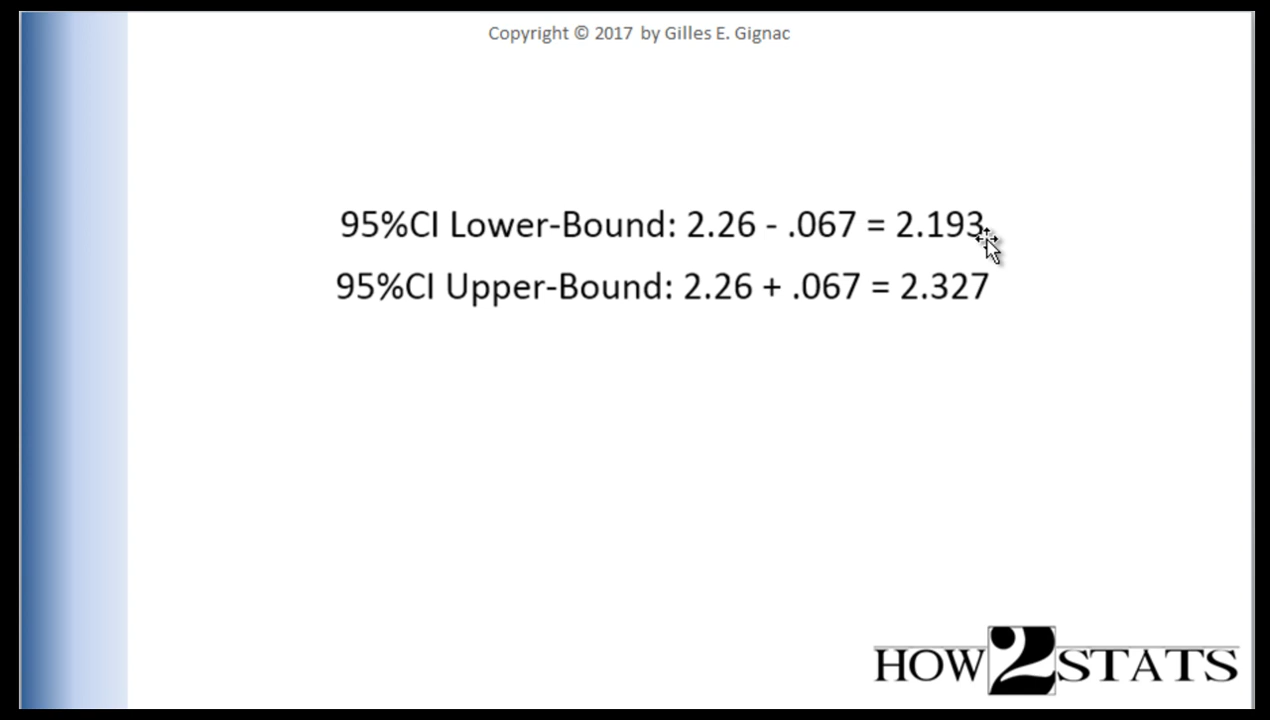 Copyright © 2017 by Gilles E. Gignac
95%CI Lower-Bound: 2.26 - .067 = 2.193
95%CI Upper-Bound: 2.26 + .067 = 2.327
HOW2STATS